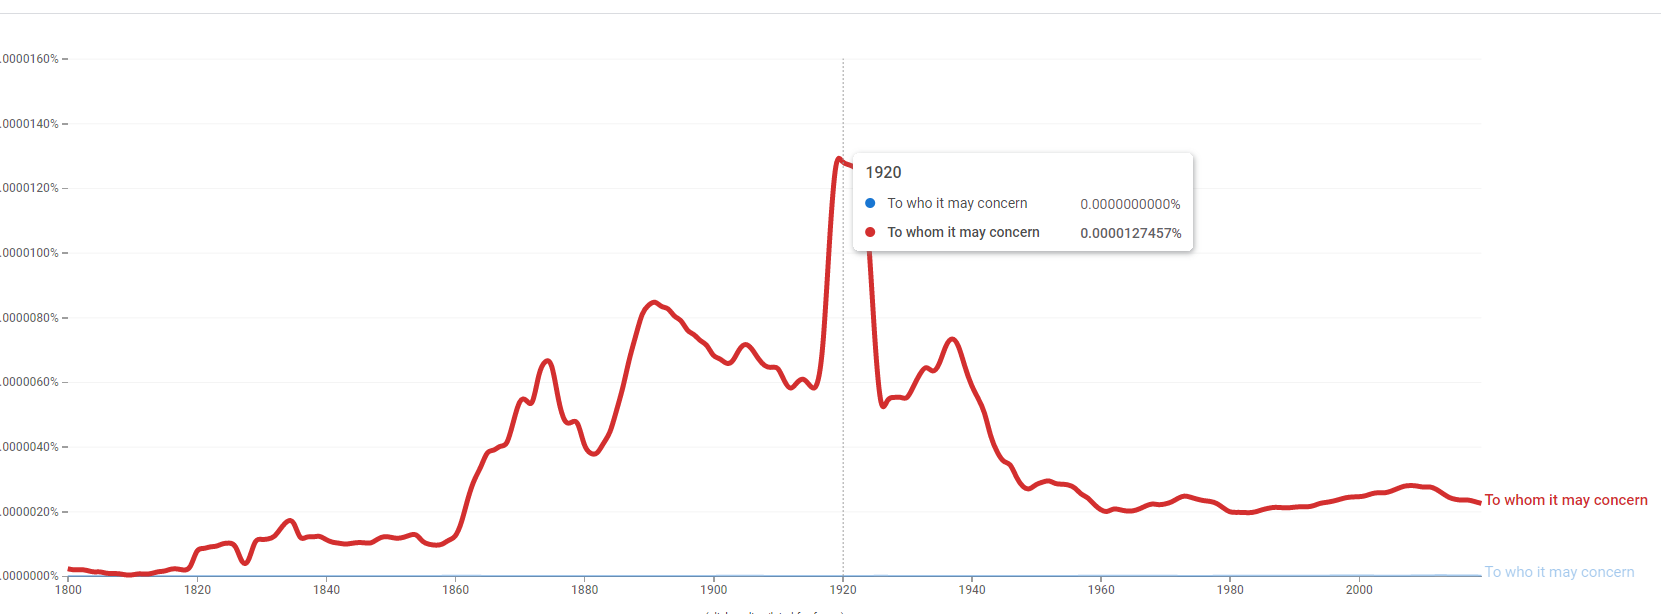 .0000160%
.0000140%
.0000120%
.0000100%
.0000080%
.0000060%
.0000040%
.0000020%
.0000000%
1920
To who it may concern 0.0000000000%
To whom it may concern 0.0000127457%
To whom it may concern
To who it may concern
1800 1820 1840 1860 1880 1900 1920 1940 1960 1980 2000